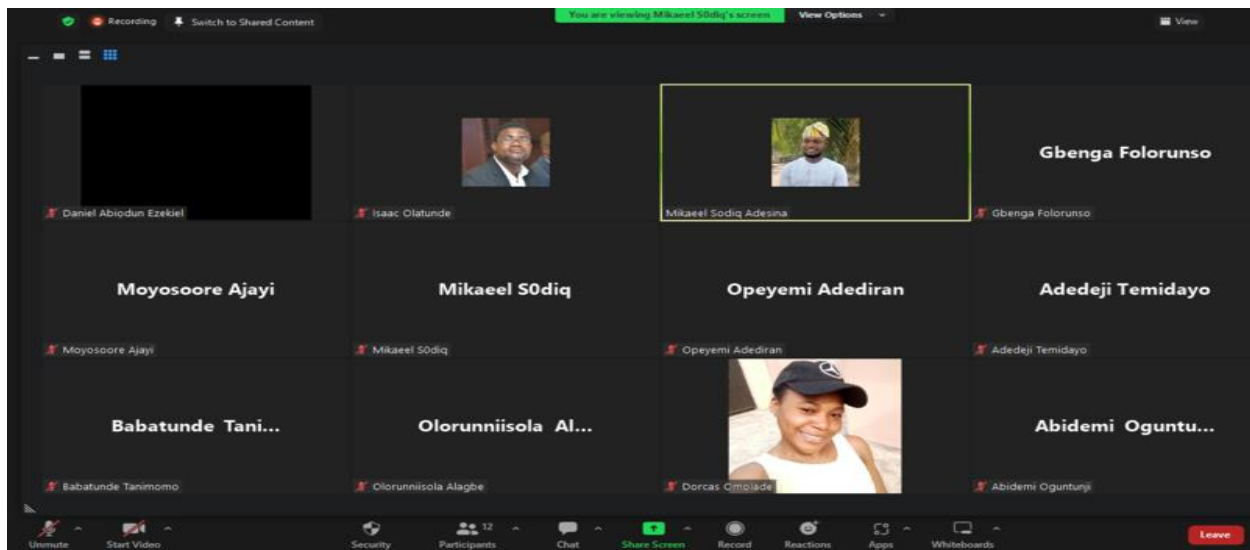 Recording Switch to Shared Content You are viewing Mikaeel S0diq's screen View Options View
Gbenga Folorunso
Daniel Abiodun Ezekiel Isaac Olatunde Mikaeel Sodiq Adesina Gbenga Folorunso
Moyosoore Ajayi Mikaeel S0diq Opeyemi Adediran Adedeji Temidayo
Moyosoore Ajayi Mikaeel S0diq Opeyemi Adediran Adedeji Temidayo
Babatunde Tani... Olorunniisola Al... Abidemi Oguntu...
Babatunde Tanimomo Olorunniisola Alagbe Dorcas Omolade Abidemi Oguntunji
12
Unmute Start Video Security Participants Chat Share Screen Record Reactions Apps Whiteboards Leave